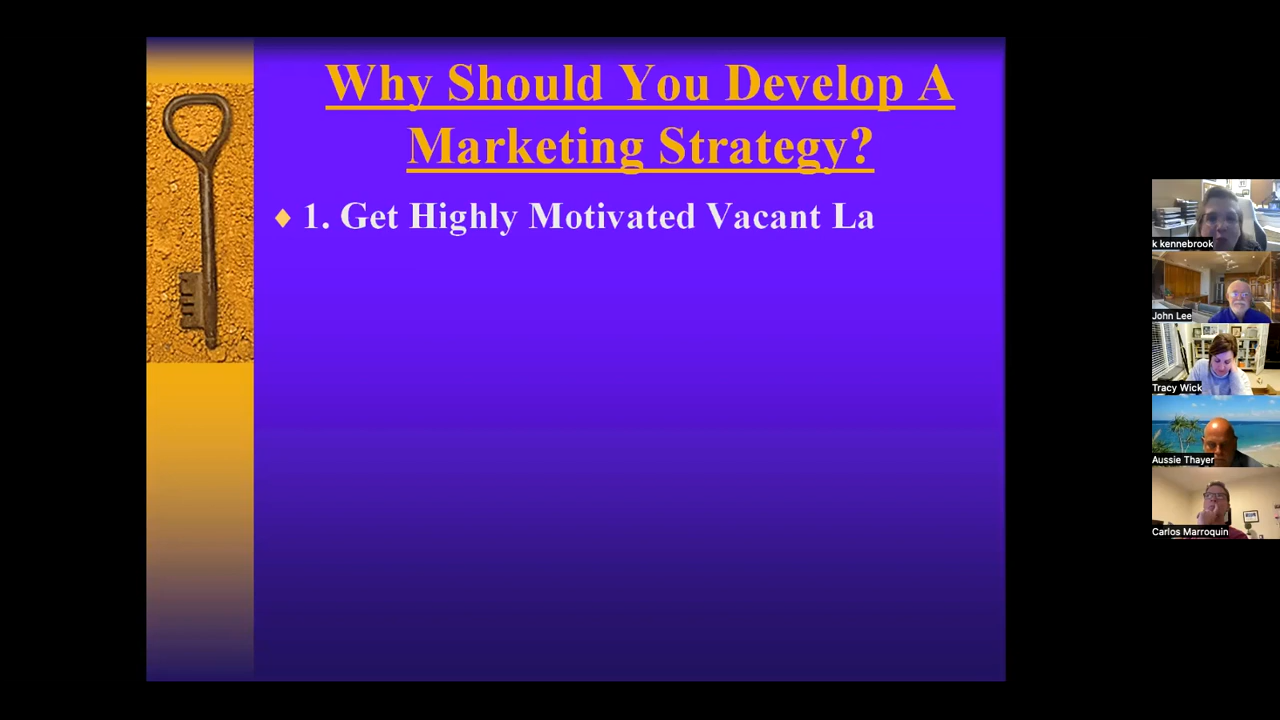 Why Should You Develop A
Marketing Strategy?
1. Get Highly Motivated Vacant La
k kennebrook
John Lee
Tracy Wick
Aussie Thayer
Carlos Marroquin